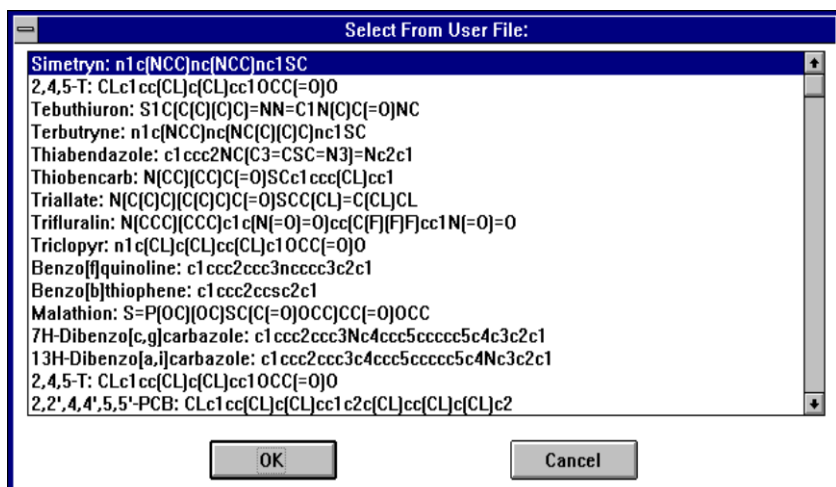 Select From User File:
Simetryn: n1c(NCC)nc(NCC)nc1SC
2,4,5-T: CLc1cc(CL)c(CL)cc1OCC(=O)O
Tebuthiuron: S1C(C(C)(C)C)=NN=C1N(C)C(=O)NC
Terbutryne: n1c(NCC)nc(NC(C)(C)C)nc1SC
Thiabendazole: c1ccc2NC(C3=CSC=N3)=Nc2c1
Thiobencarb: N(CC)(CC)C(=O)SCc1ccc(CL)cc1
Triallate: N(C(C)C)(C(C)C)C(=O)SCC(CL)=C(CL)CL
Trifluralin: N(CCC)(CCC)c1c(N(=O)=O)cc(C(F)(F)F)cc1N(=O)=O
Triclopyr: n1c(CL)c(CL)cc(CL)c1OCC(=O)O
Benzo[f]quinoline: c1ccc2ccc3ncccc3c2c1
Benzo[b]thiophene: c1ccc2ccsc2c1
Malathion: S=P(OC)(OC)SC(C(=O)OCC)CC(=O)OCC
7H-Dibenzo[c,g]carbazole: c1ccc2ccc3Nc4ccc5ccccc5c4c3c2c1
13H-Dibenzo[a,i]carbazole: c1ccc2ccc3c4ccc5ccccc5c4Nc3c2c1
2,4,5-T: CLc1cc(CL)c(CL)cc1OCC(=O)O
2,2',4,4',5,5'-PCB: CLc1cc(CL)c(CL)cc1c2c(CL)cc(CL)c(CL)c2
OK Cancel